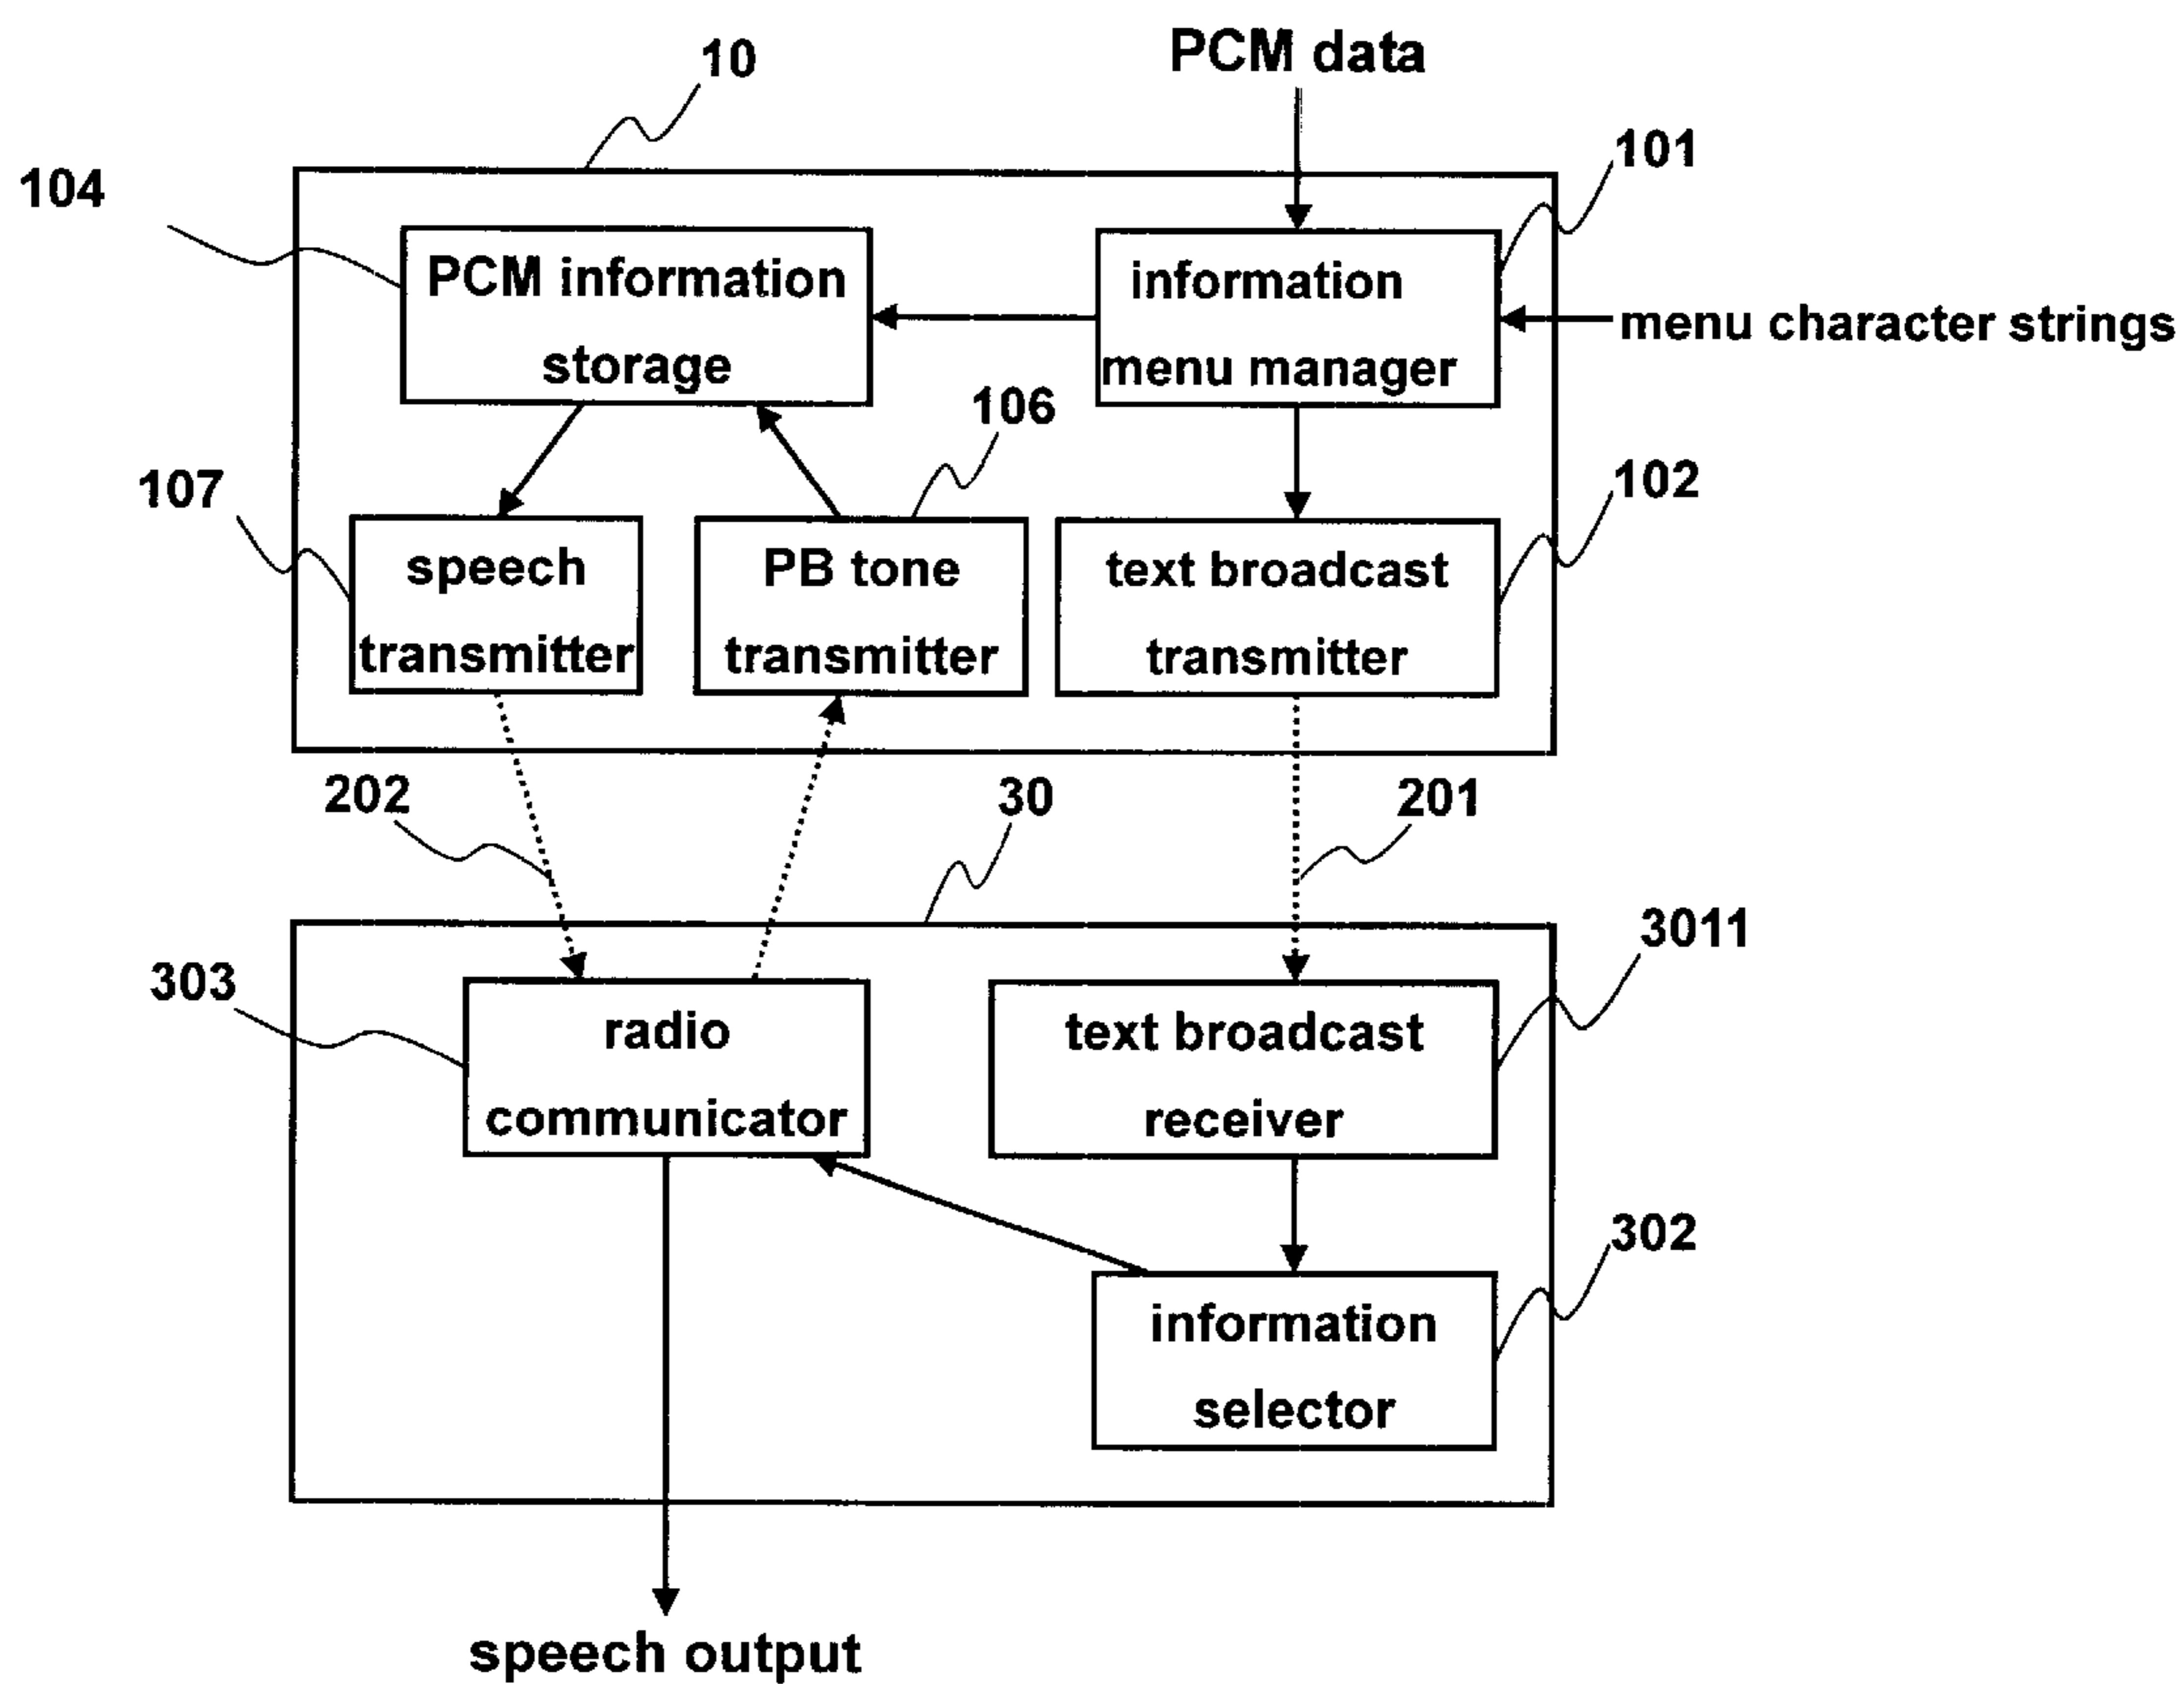 PCM data
10
101
104
PCM information
storage
information
menu manager
menu character strings
106
107
102
speech
transmitter
PB tone
transmitter
text broadcast
transmitter
202
30
201
3011
303
radio
communicator
text broadcast
receiver
302
information
selector
speech output